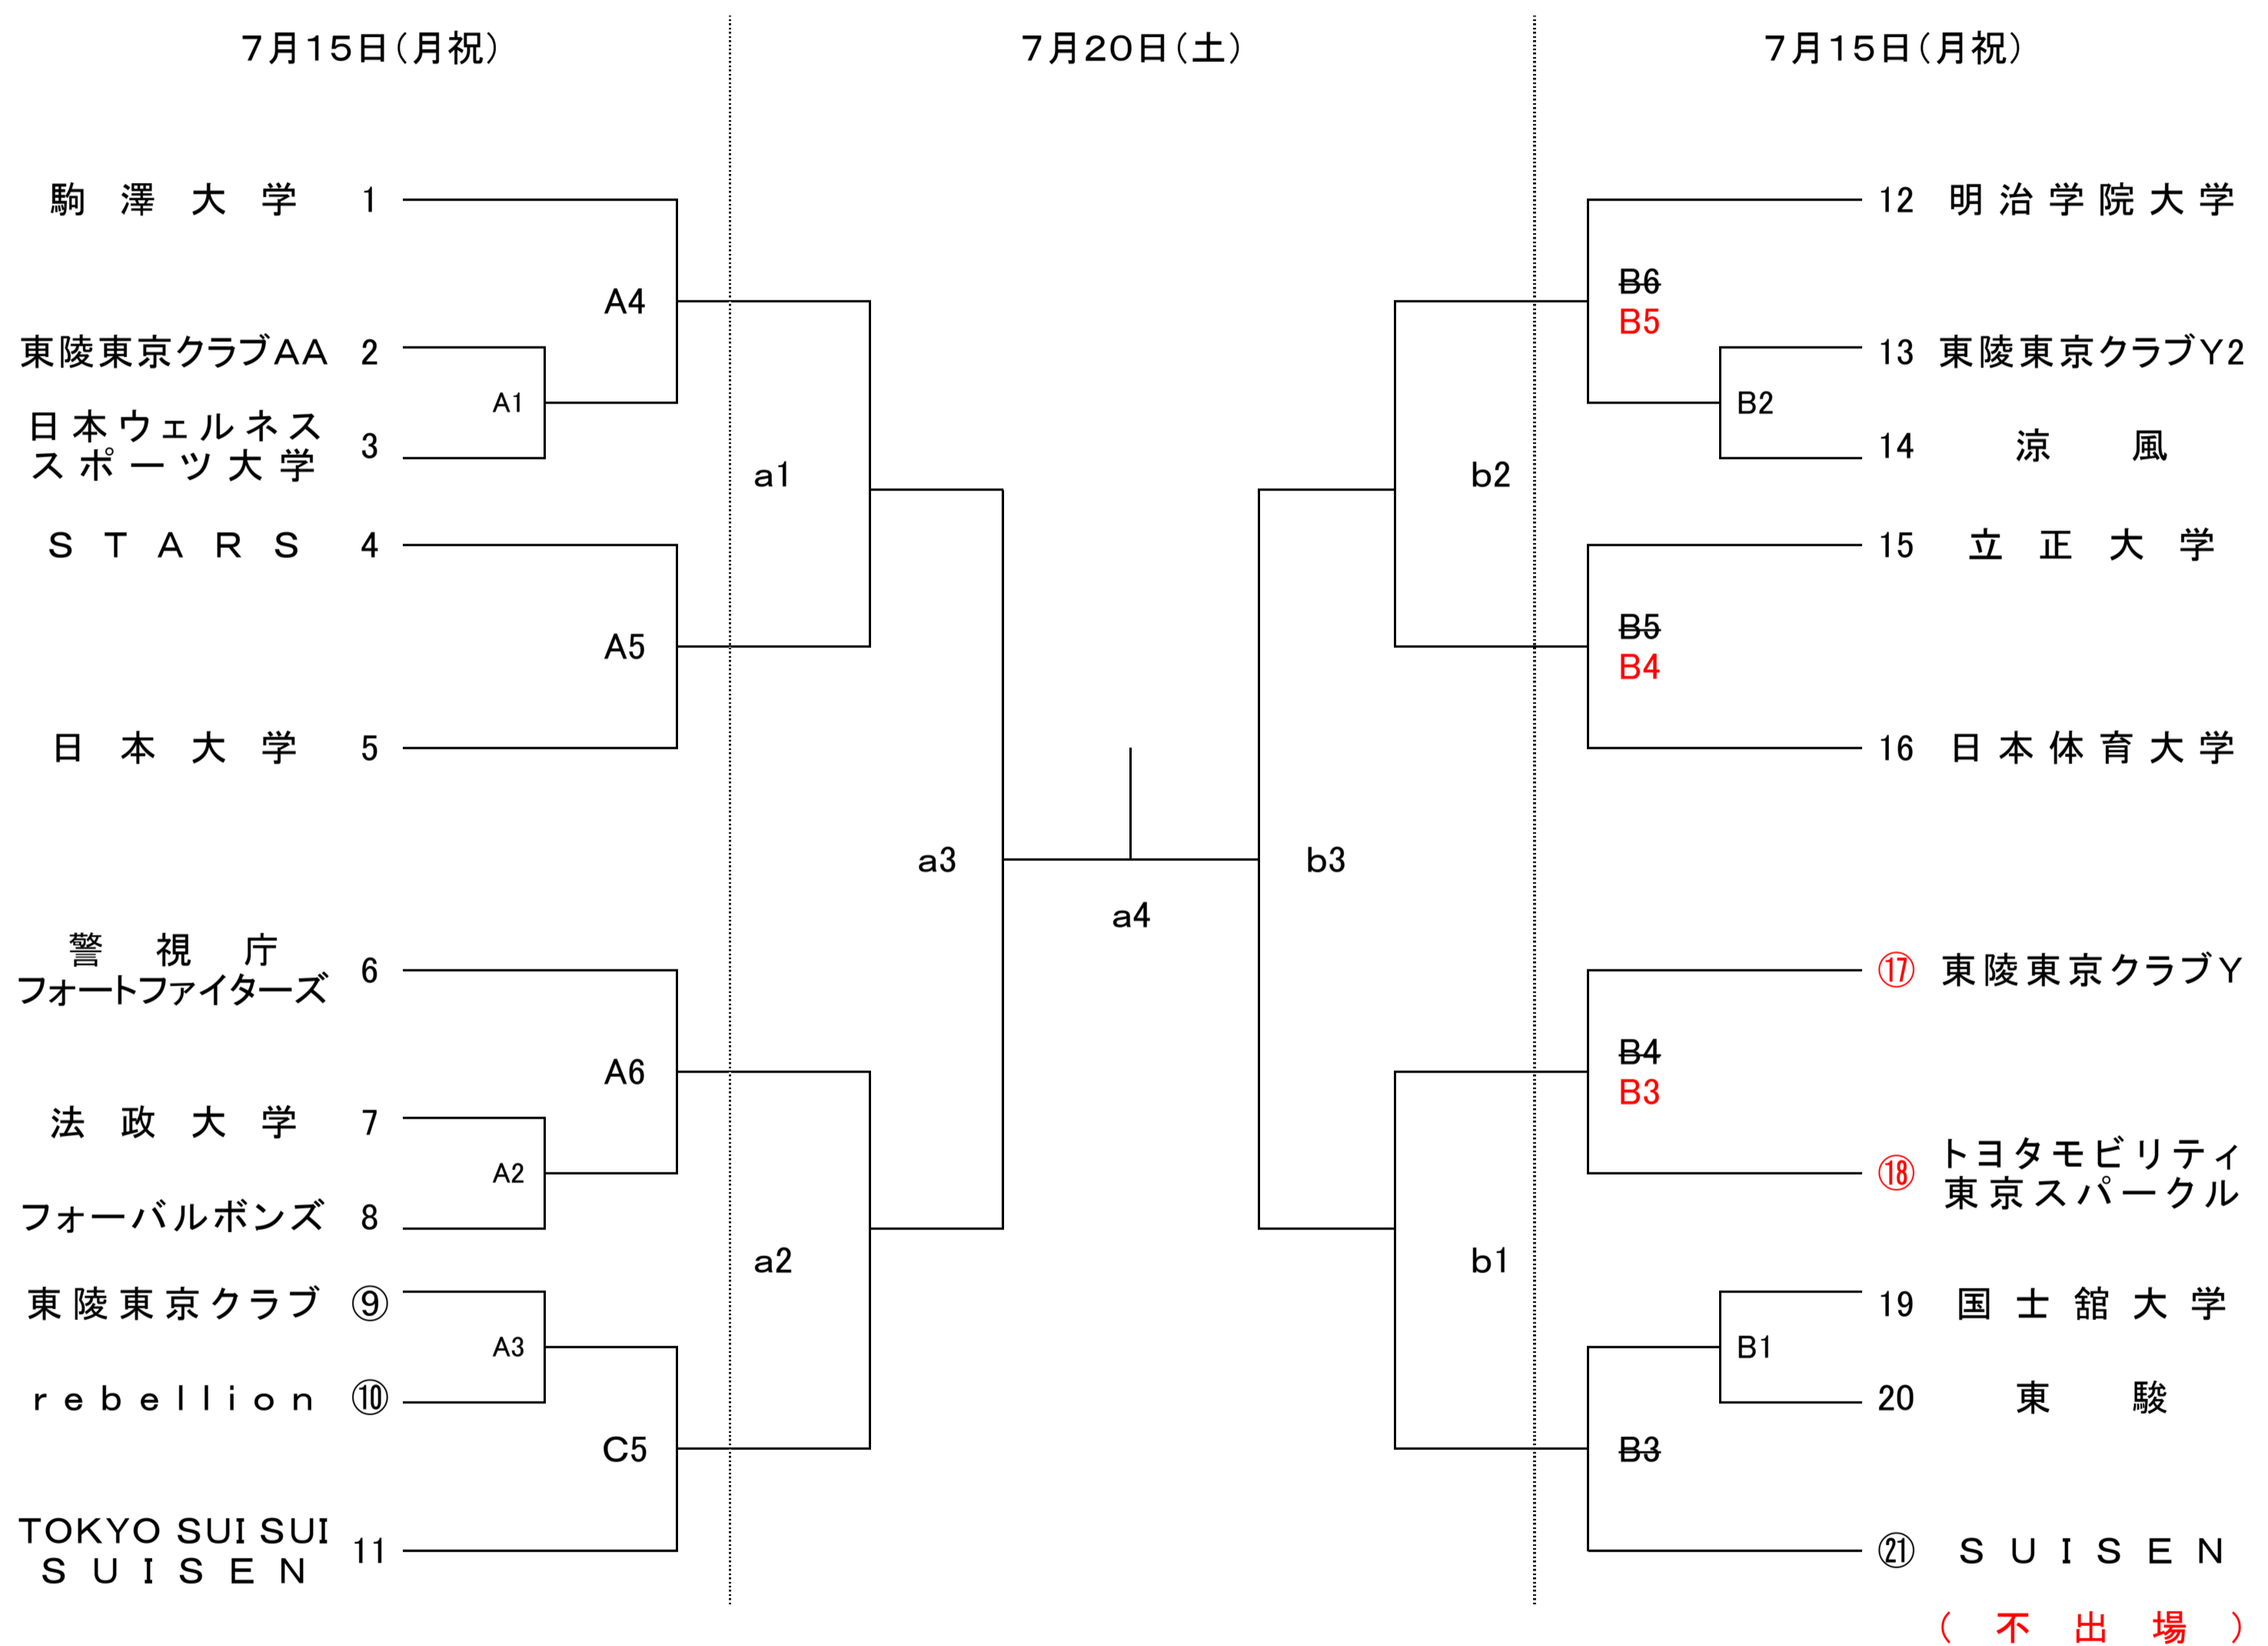 7月15日(月祝)
7月20日(土)
7月15日(月祝)
駒澤大学 1
A4
東陵東京クラブAA 2
A1
日本ウェルネス
スポーツ大学 3
a1
STARS 4
A5
日本大学 5
a3
警視庁
フォートファイターズ 6
A6
法政大学 7
A2
フォーバルボンズ 8
a2
東陵東京クラブ ⑨
A3
rebellion ⑩
C5
TOKYO SUI SUI
SUISEN 11
a4
12 明治学院大学
B6
B5
13 東陵東京クラブY2
B2
14 涼風
b2
15 立正大学
B5
B4
16 日本体育大学
b3
⑰ 東陵東京クラブY
B4
B3
⑱ トヨタモビリティ
東京スパークル
b1
19 国士舘大学
B1
20 東駿
B3
㉑ SUISEN
(不出場)